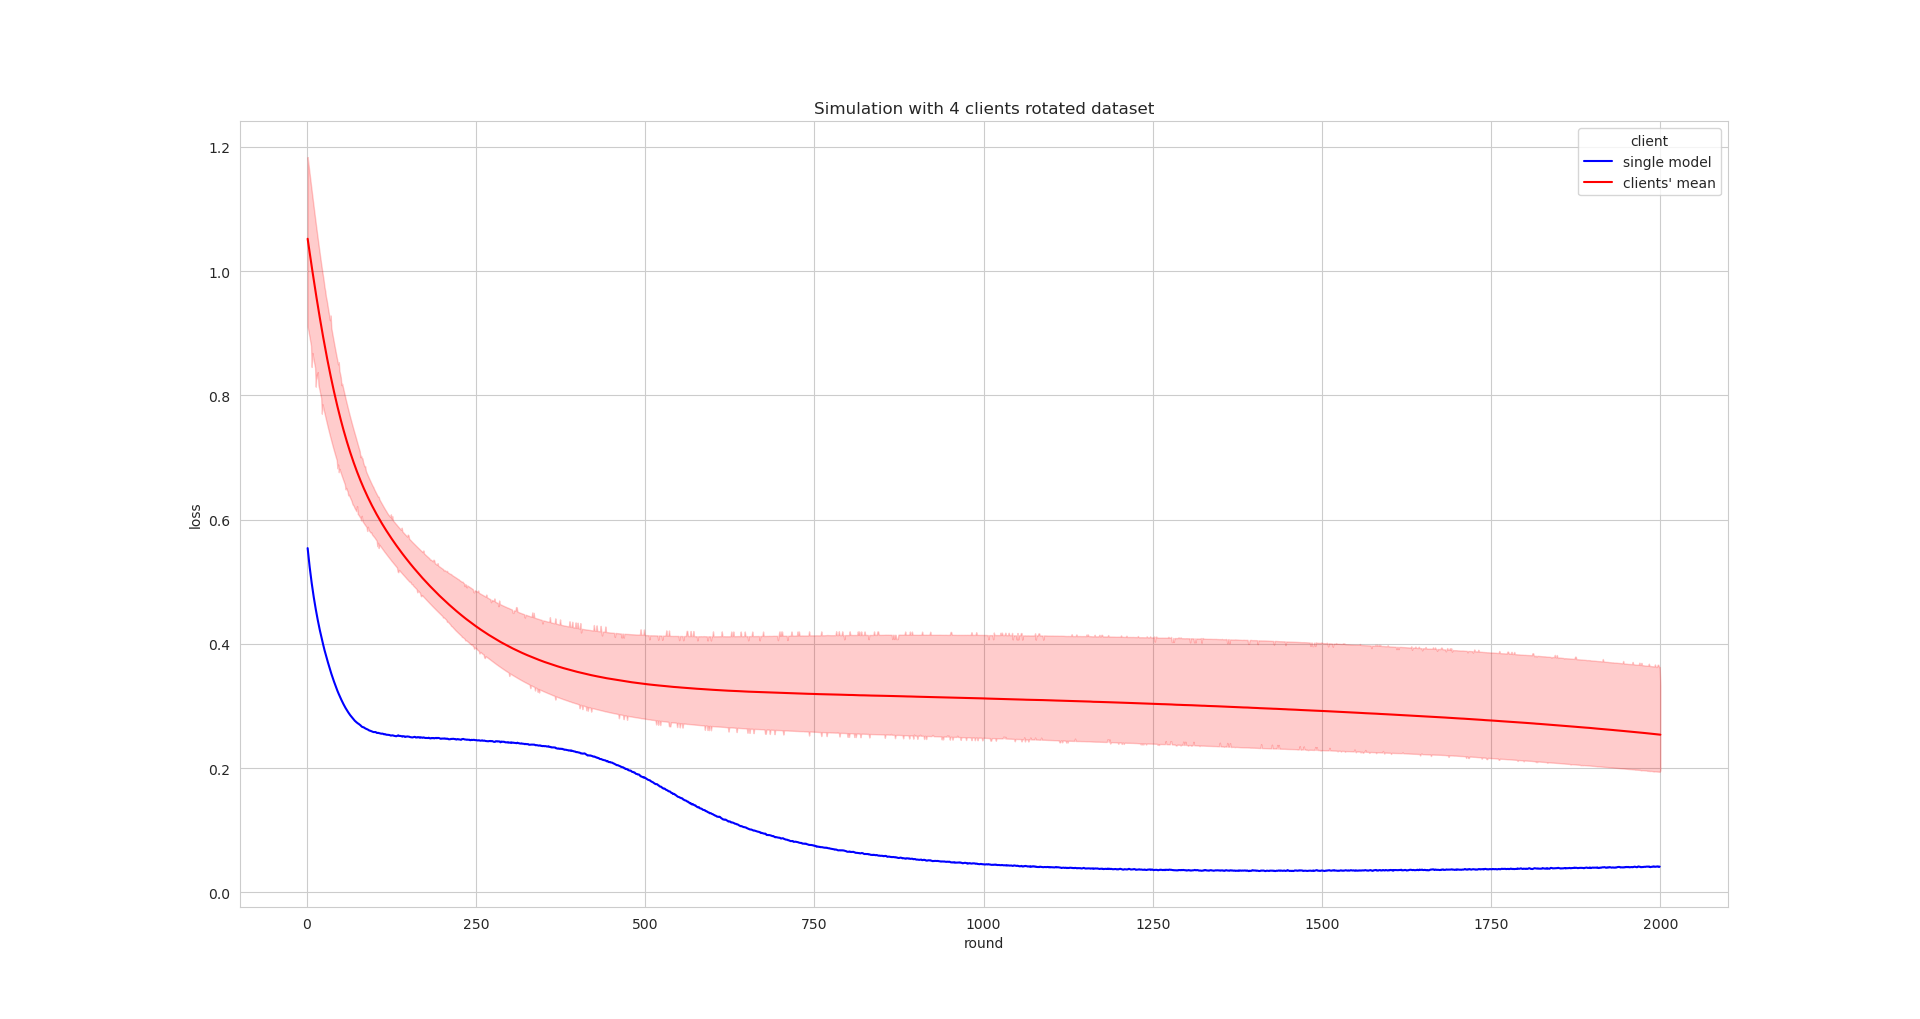 Simulation with 4 clients rotated dataset
client
single model
clients' mean
loss
1.2
1.0
0.8
0.6
0.4
0.2
0.0
0 250 500 750 1000 1250 1500 1750 2000
round